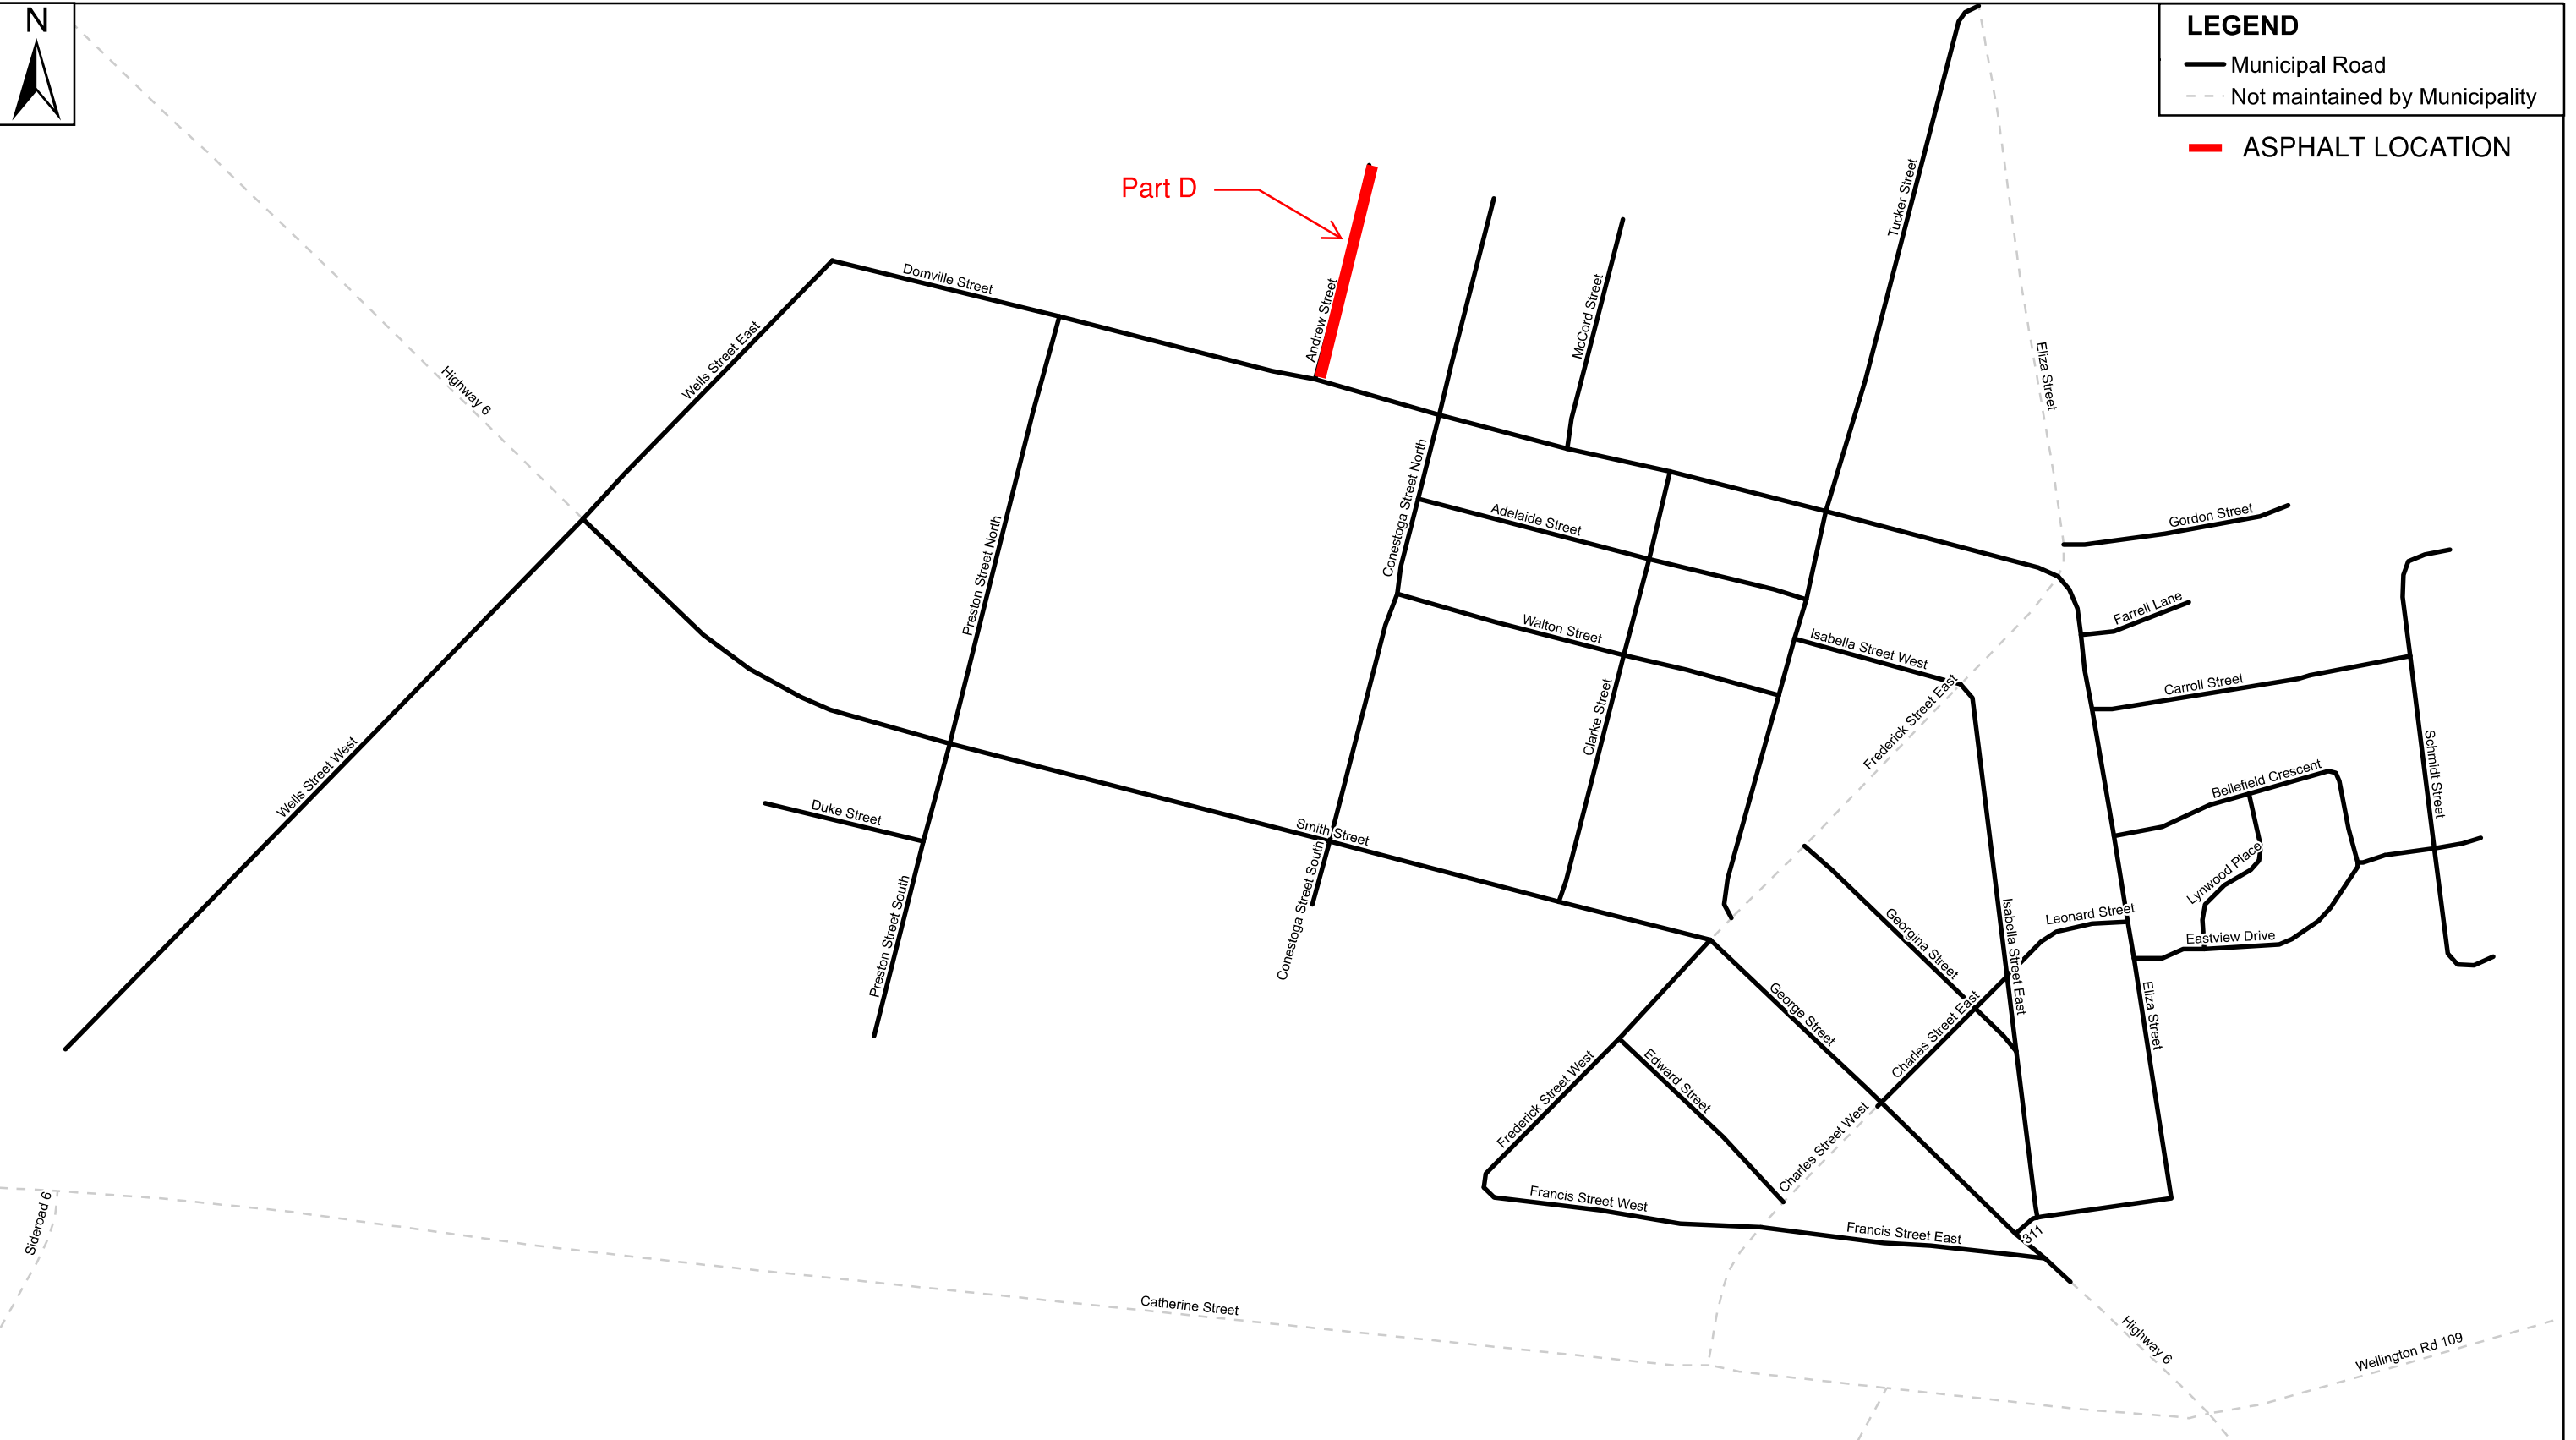 N
LEGEND
Municipal Road
Not maintained by Municipality
ASPHALT LOCATION
Part D
Tucker Street
Domville Street
Andrew Street
McCord Street
Wells Street East
Highway 6
Eliza Street
Conestoga Street North
Adelaide Street
Gordon Street
Preston Street North
Farrell Lane
Walton Street
Isabella Street West
Carroll Street
Frederick Street East
Clarke Street
Schmidt Street
Wells Street West
Bellefield Crescent
Duke Street
Smith Street
Lynwood Place
Conestoga Street South
Preston Street South
Georgina Street
Isabella Street East
Leonard Street
Eastview Drive
George Street
Charles Street East
Eliza Street
Edward Street
Frederick Street West
Charles Street West
Francis Street West
Francis Street East
311
Sideroad 6
Catherine Street
Highway 6
Wellington Rd 109